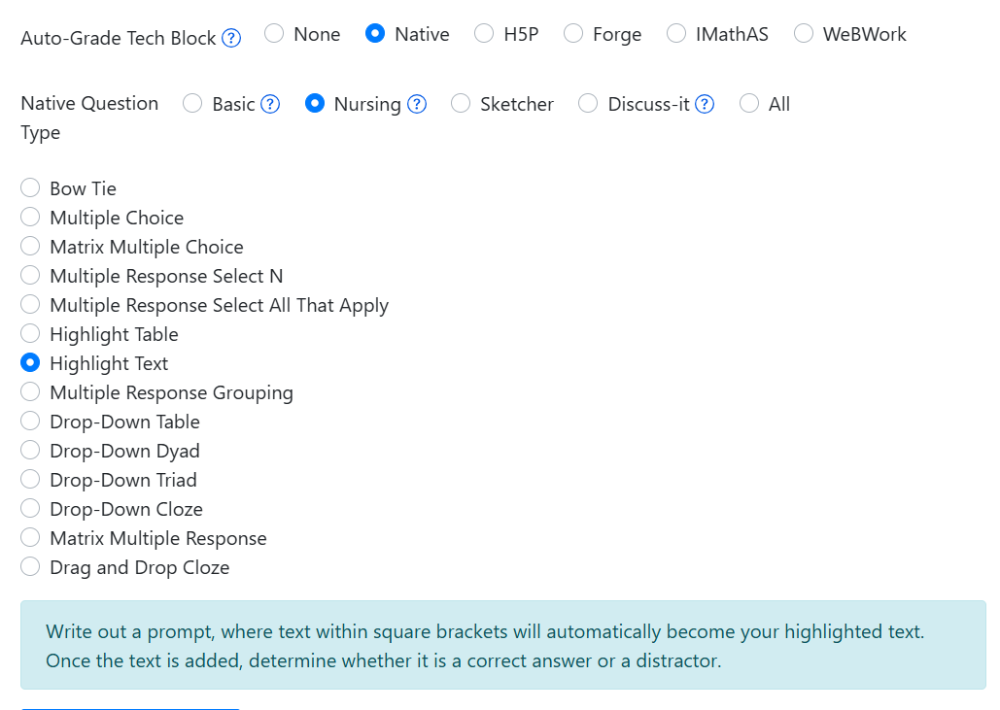 Auto-Grade Tech Block ? None Native H5P Forge IMathAS WeBWork
Native Question Type Basic ? Nursing ? Sketcher Discuss-it ? All
Bow Tie
Multiple Choice
Matrix Multiple Choice
Multiple Response Select N
Multiple Response Select All That Apply
Highlight Table
Highlight Text
Multiple Response Grouping
Drop-Down Table
Drop-Down Dyad
Drop-Down Triad
Drop-Down Cloze
Matrix Multiple Response
Drag and Drop Cloze
Write out a prompt, where text within square brackets will automatically become your highlighted text.
Once the text is added, determine whether it is a correct answer or a distractor.